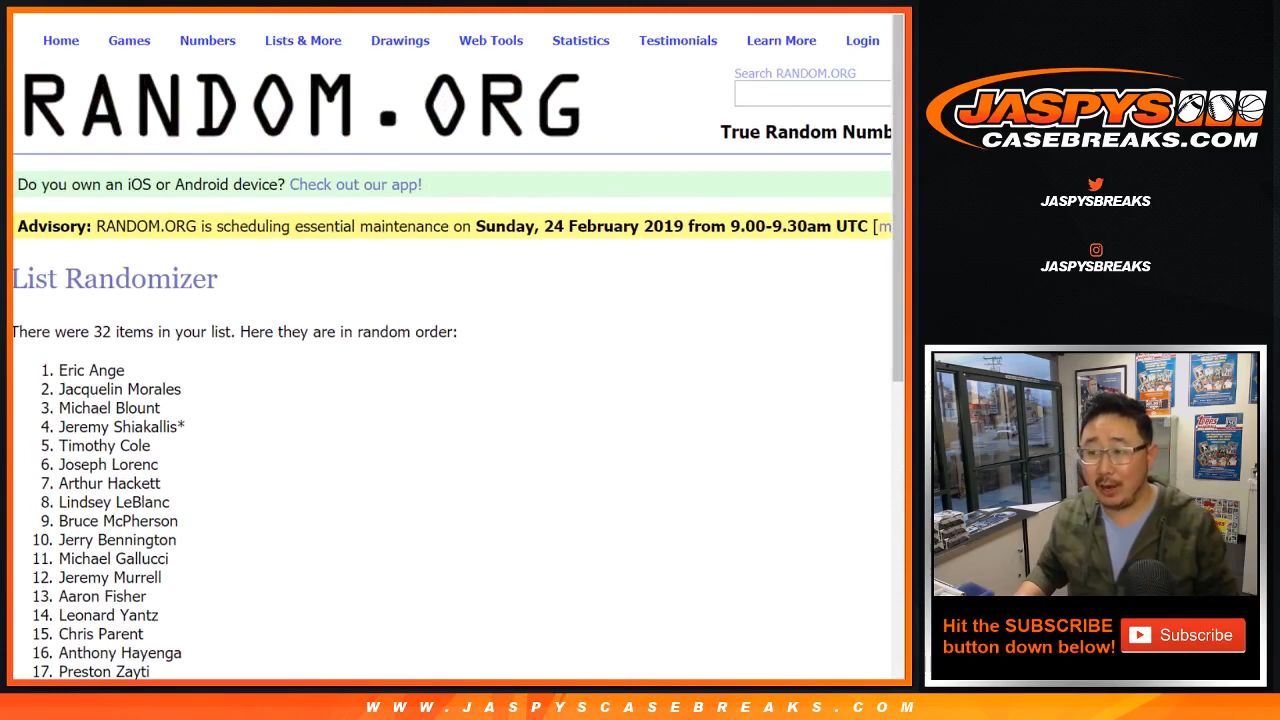 Home Games Numbers Lists & More Drawings Web Tools Statistics Testimonials Learn More Login
RANDOM.ORG
Search RANDOM.ORG
True Random Numb
Do you own an iOS or Android device? Check out our app!
Advisory: RANDOM.ORG is scheduling essential maintenance on Sunday, 24 February 2019 from 9.00-9.30am UTC [m
List Randomizer
There were 32 items in your list. Here they are in random order:
1. Eric Ange
2. Jacquelin Morales
3. Michael Blount
4. Jeremy Shiakallis*
5. Timothy Cole
6. Joseph Lorenc
7. Arthur Hackett
8. Lindsey LeBlanc
9. Bruce McPherson
10. Jerry Bennington
11. Michael Gallucci
12. Jeremy Murrell
13. Aaron Fisher
14. Leonard Yantz
15. Chris Parent
16. Anthony Hayenga
17. Preston Zayti
JASPYS
CASEBREAKS.COM
JASPYSBREAKS
JASPYSBREAKS
Hit the SUBSCRIBE
button down below!
Subscribe
WWW.JASPYSCASEBREAKS.COM